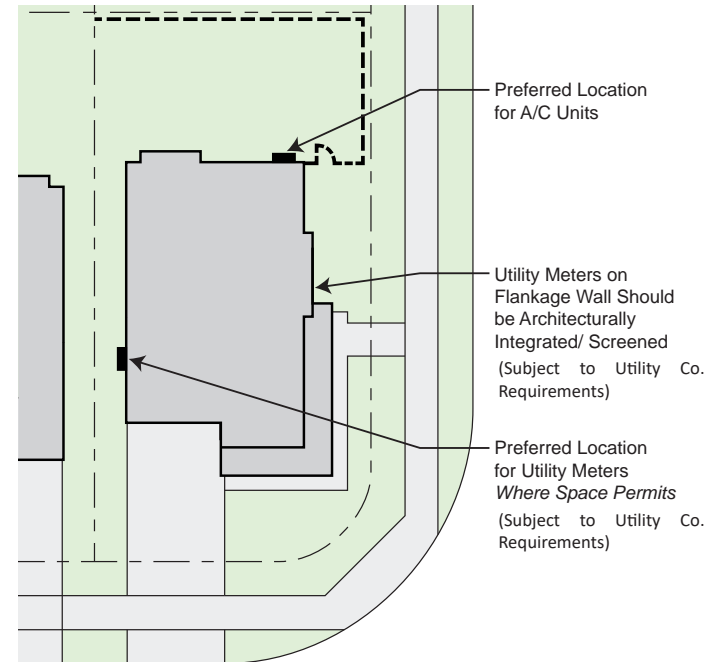 Preferred Location
for A/C Units
Utility Meters on
Flankage Wall Should
be Architecturally
Integrated/ Screened
(Subject to Utility Co.
Requirements)
Preferred Location
for Utility Meters
Where Space Permits
(Subject to Utility Co.
Requirements)